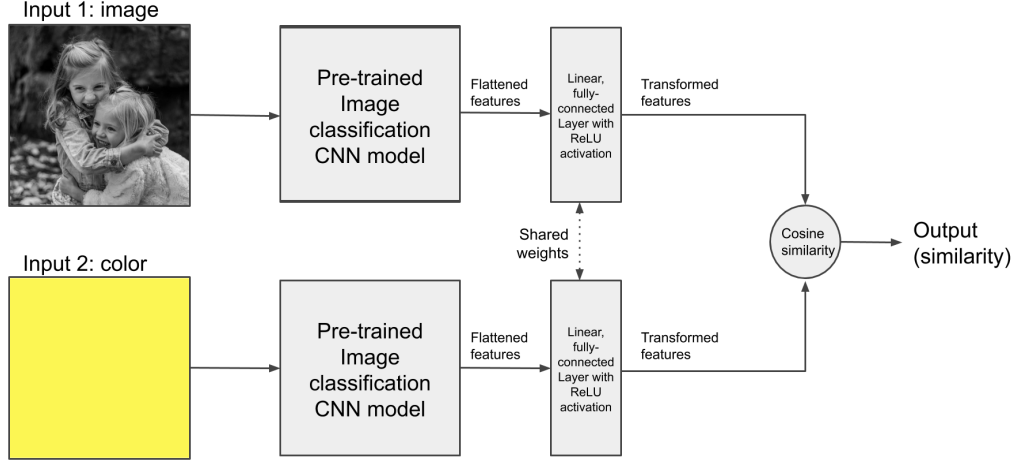 Input 1: image
Pre-trained
Image
classification
CNN model
Flattened
features
Linear,
fully-
connected
Layer with
ReLU
activation
Transformed
features
Shared
weights
Cosine
similarity
Output
(similarity)
Input 2: color
Pre-trained
Image
classification
CNN model
Flattened
features
Linear,
fully-
connected
Layer with
ReLU
activation
Transformed
features